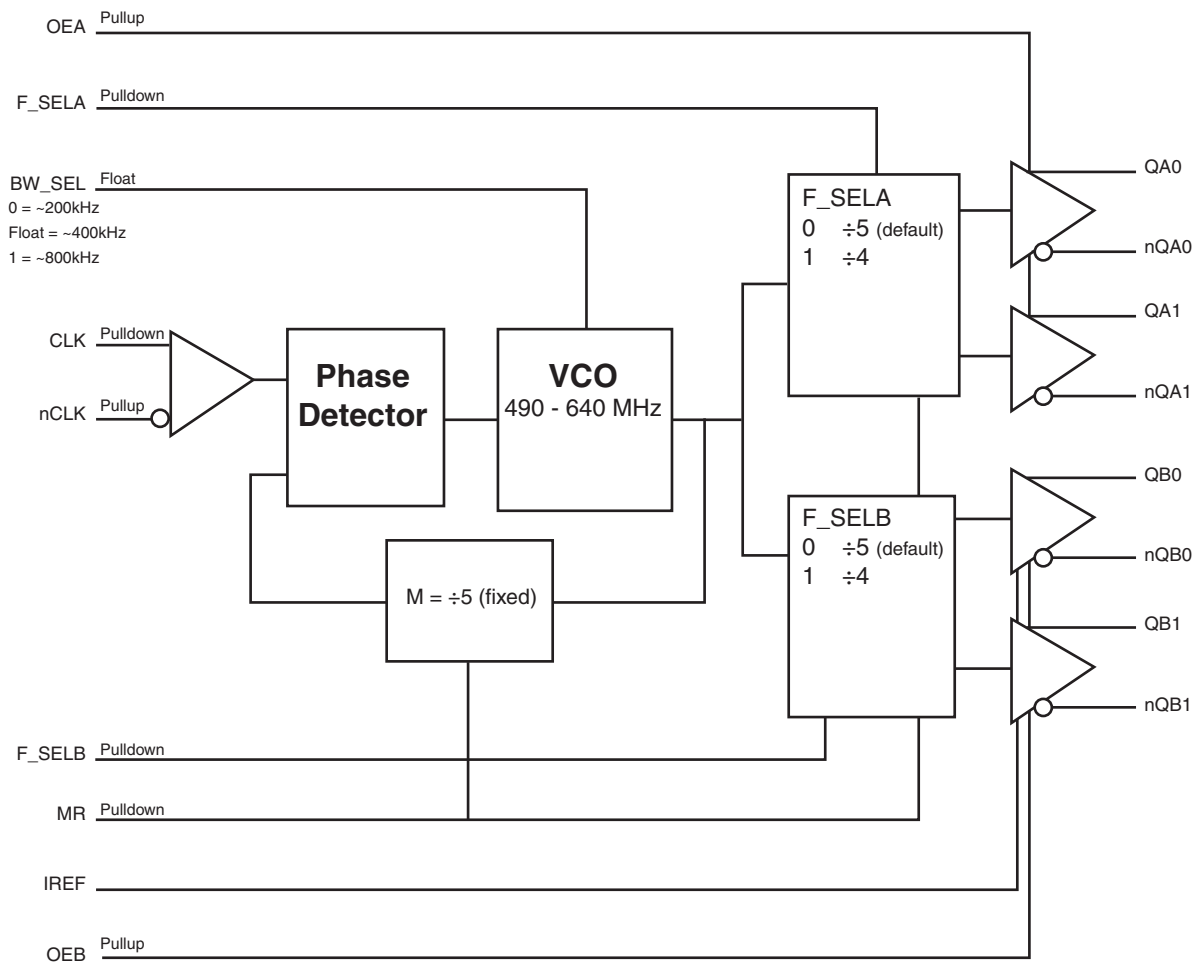 OEA Pullup
F_SELA Pulldown
BW_SEL Float
0 = ~200kHz
Float = ~400kHz
1 = ~800kHz
CLK Pulldown
nCLK Pullup
Phase
Detector
VCO
490 - 640 MHz
M = ÷5 (fixed)
F_SELA
0 ÷5 (default)
1 ÷4
F_SELB
0 ÷5 (default)
1 ÷4
QA0
nQA0
QA1
nQA1
QB0
nQB0
QB1
nQB1
F_SELB Pulldown
MR Pulldown
IREF
OEB Pullup